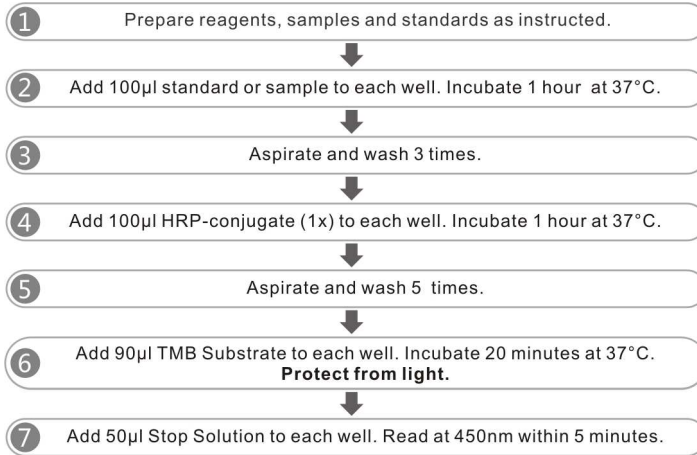 1 Prepare reagents, samples and standards as instructed.
2 Add 100µl standard or sample to each well. Incubate 1 hour at 37°C.
3 Aspirate and wash 3 times.
4 Add 100µl HRP-conjugate (1x) to each well. Incubate 1 hour at 37°C.
5 Aspirate and wash 5 times.
6 Add 90µl TMB Substrate to each well. Incubate 20 minutes at 37°C.
Protect from light.
7 Add 50µl Stop Solution to each well. Read at 450nm within 5 minutes.